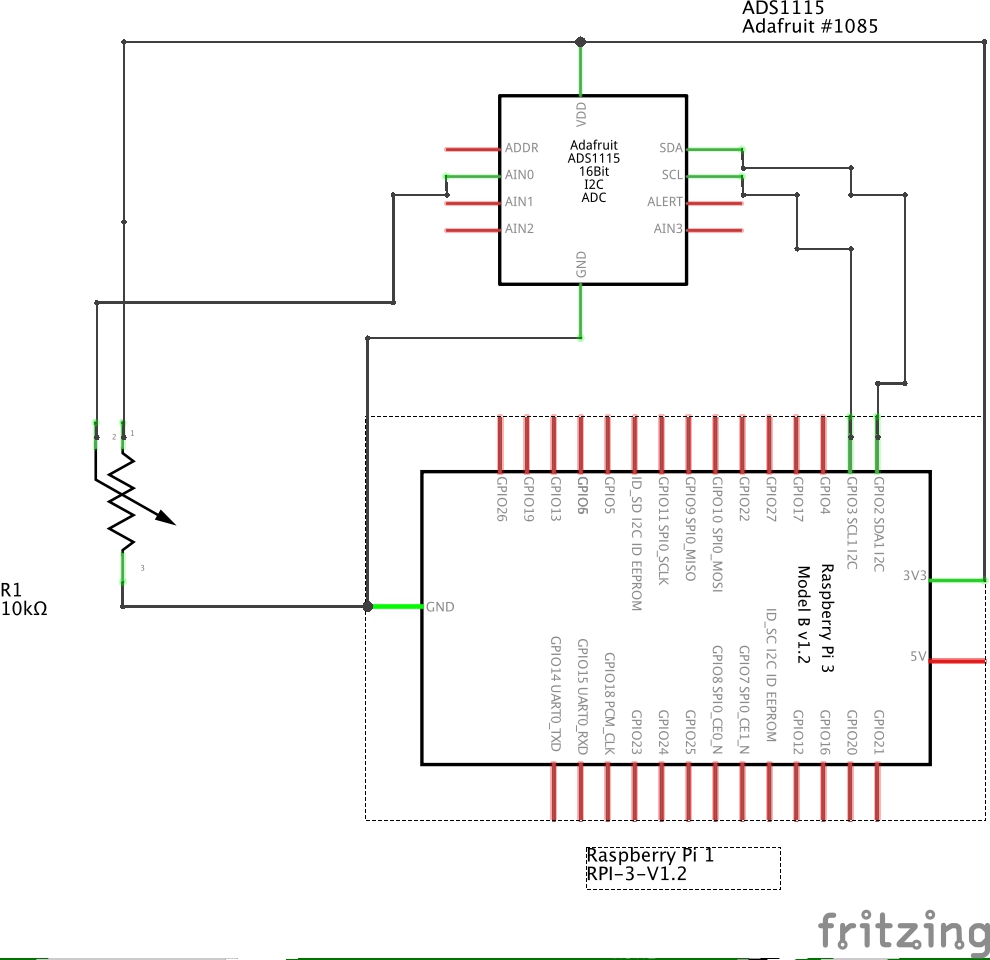 ADS1115
Adafruit #1085
VDD
Adafruit
ADS1115
16Bit
I2C
ADC
ADDR
AIN0
AIN1
AIN2
SDA
SCL
ALERT
AIN3
GND
2
1
3
R1
10kΩ
GPIO26
GPIO19
GPIO13
GPIO6
GPIO5
ID_SD I2C ID EEPROM
GPIO11 SPI0_SCLK
GPIO9 SPI0_MISO
GIPO10 SPI0_MOSI
GPIO22
GPIO27
GPIO17
GPIO4
GPIO3 SCL1 I2C
GPIO2 SDA1 I2C
3V3
5V
GND
Raspberry Pi 3
Model B v1.2
GPIO14 UART0_TXD
GPIO15 UART0_RXD
GPIO18 PCM_CLK
GPIO23
GPIO24
GPIO25
GPIO8 SPI0_CE0_N
GPIO7 SPI0_CE1_N
ID_SC I2C ID EEPROM
GPIO12
GPIO16
GPIO20
GPIO21
Raspberry Pi 1
RPI-3-V1.2
fritzing